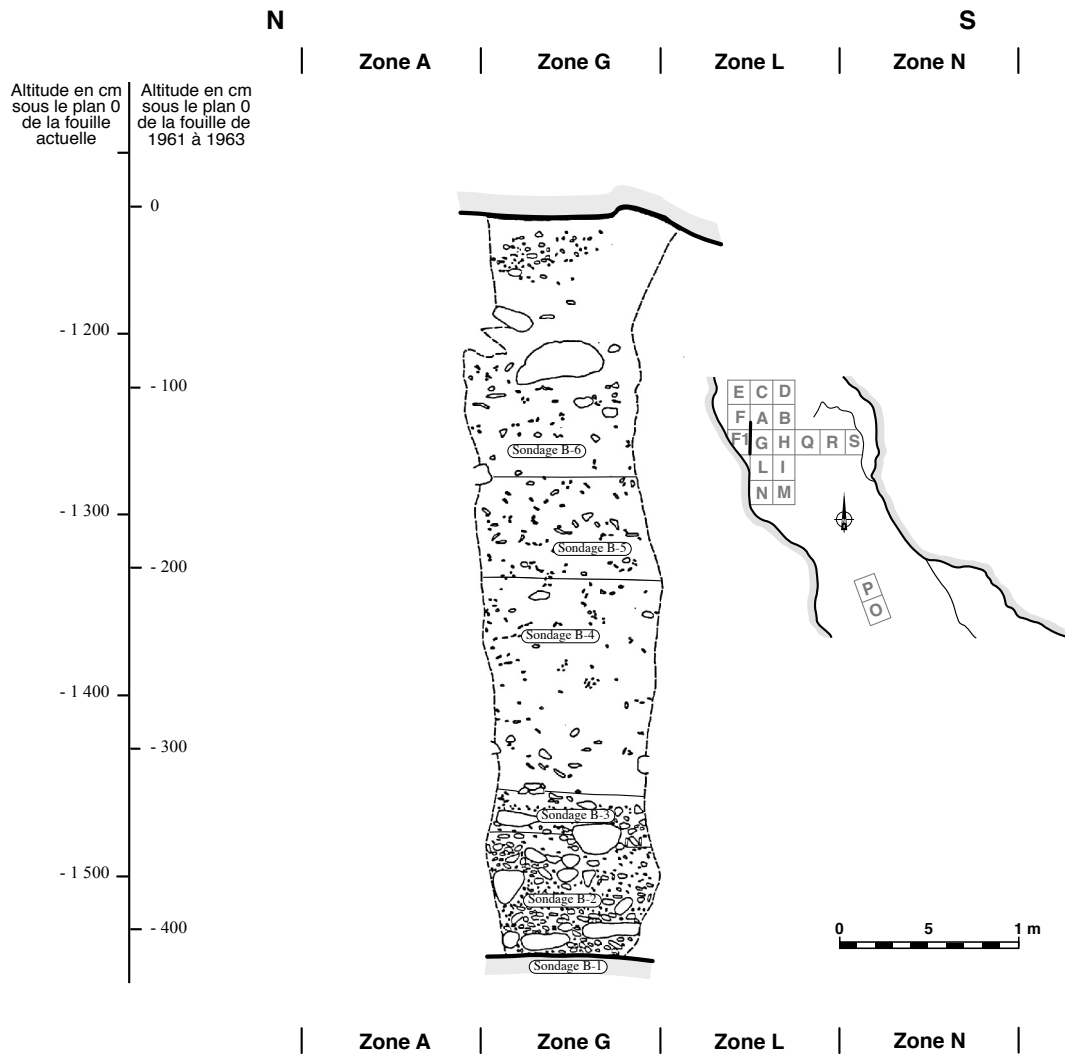 N
S
Zone A
Zone G
Zone L
Zone N
Altitude en cm
sous le plan 0
de la fouille
actuelle
Altitude en cm
sous le plan 0
de la fouille de
1961 à 1963
0
- 1 200
- 100
- 1 300
- 200
- 1 400
- 300
- 1 500
- 400
Sondage B-6
Sondage B-5
Sondage B-4
Sondage B-3
Sondage B-2
Sondage B-1
E C D
F A B
F1 G H Q R S
L I
N M
P
O
0 5 1 m
Zone A
Zone G
Zone L
Zone N